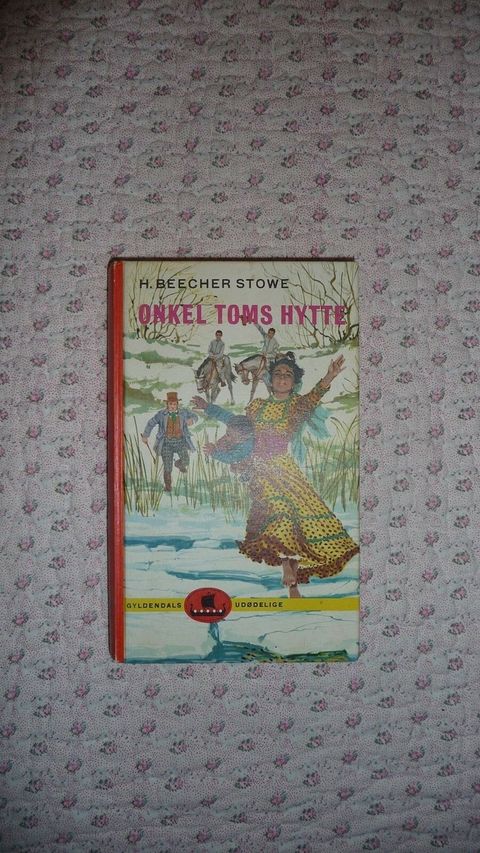 H. BEECHER STOWE
ONKEL TOMS HYTTE
GYLDENDALS UDØDELIGE